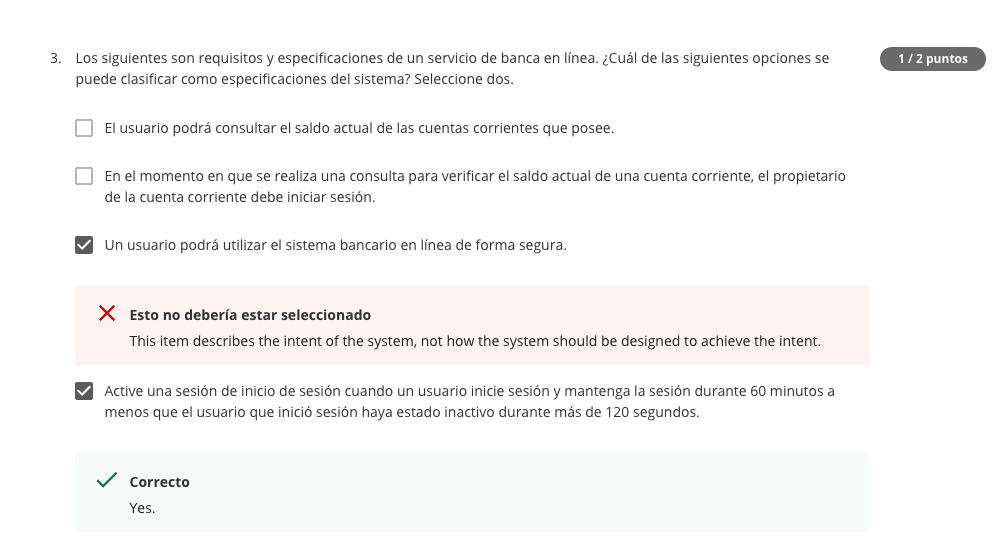 3. Los siguientes son requisitos y especificaciones de un servicio de banca en línea. ¿Cuál de las siguientes opciones se
1 / 2 puntos
puede clasificar como especificaciones del sistema? Seleccione dos.
El usuario podrá consultar el saldo actual de las cuentas corrientes que posee.
En el momento en que se realiza una consulta para verificar el saldo actual de una cuenta corriente, el propietario
de la cuenta corriente debe iniciar sesión.
Un usuario podrá utilizar el sistema bancario en línea de forma segura.
Esto no debería estar seleccionado
This item describes the intent of the system, not how the system should be designed to achieve the intent.
Active una sesión de inicio de sesión cuando un usuario inicie sesión y mantenga la sesión durante 60 minutos a
menos que el usuario que inició sesión haya estado inactivo durante más de 120 segundos.
Correcto
Yes.